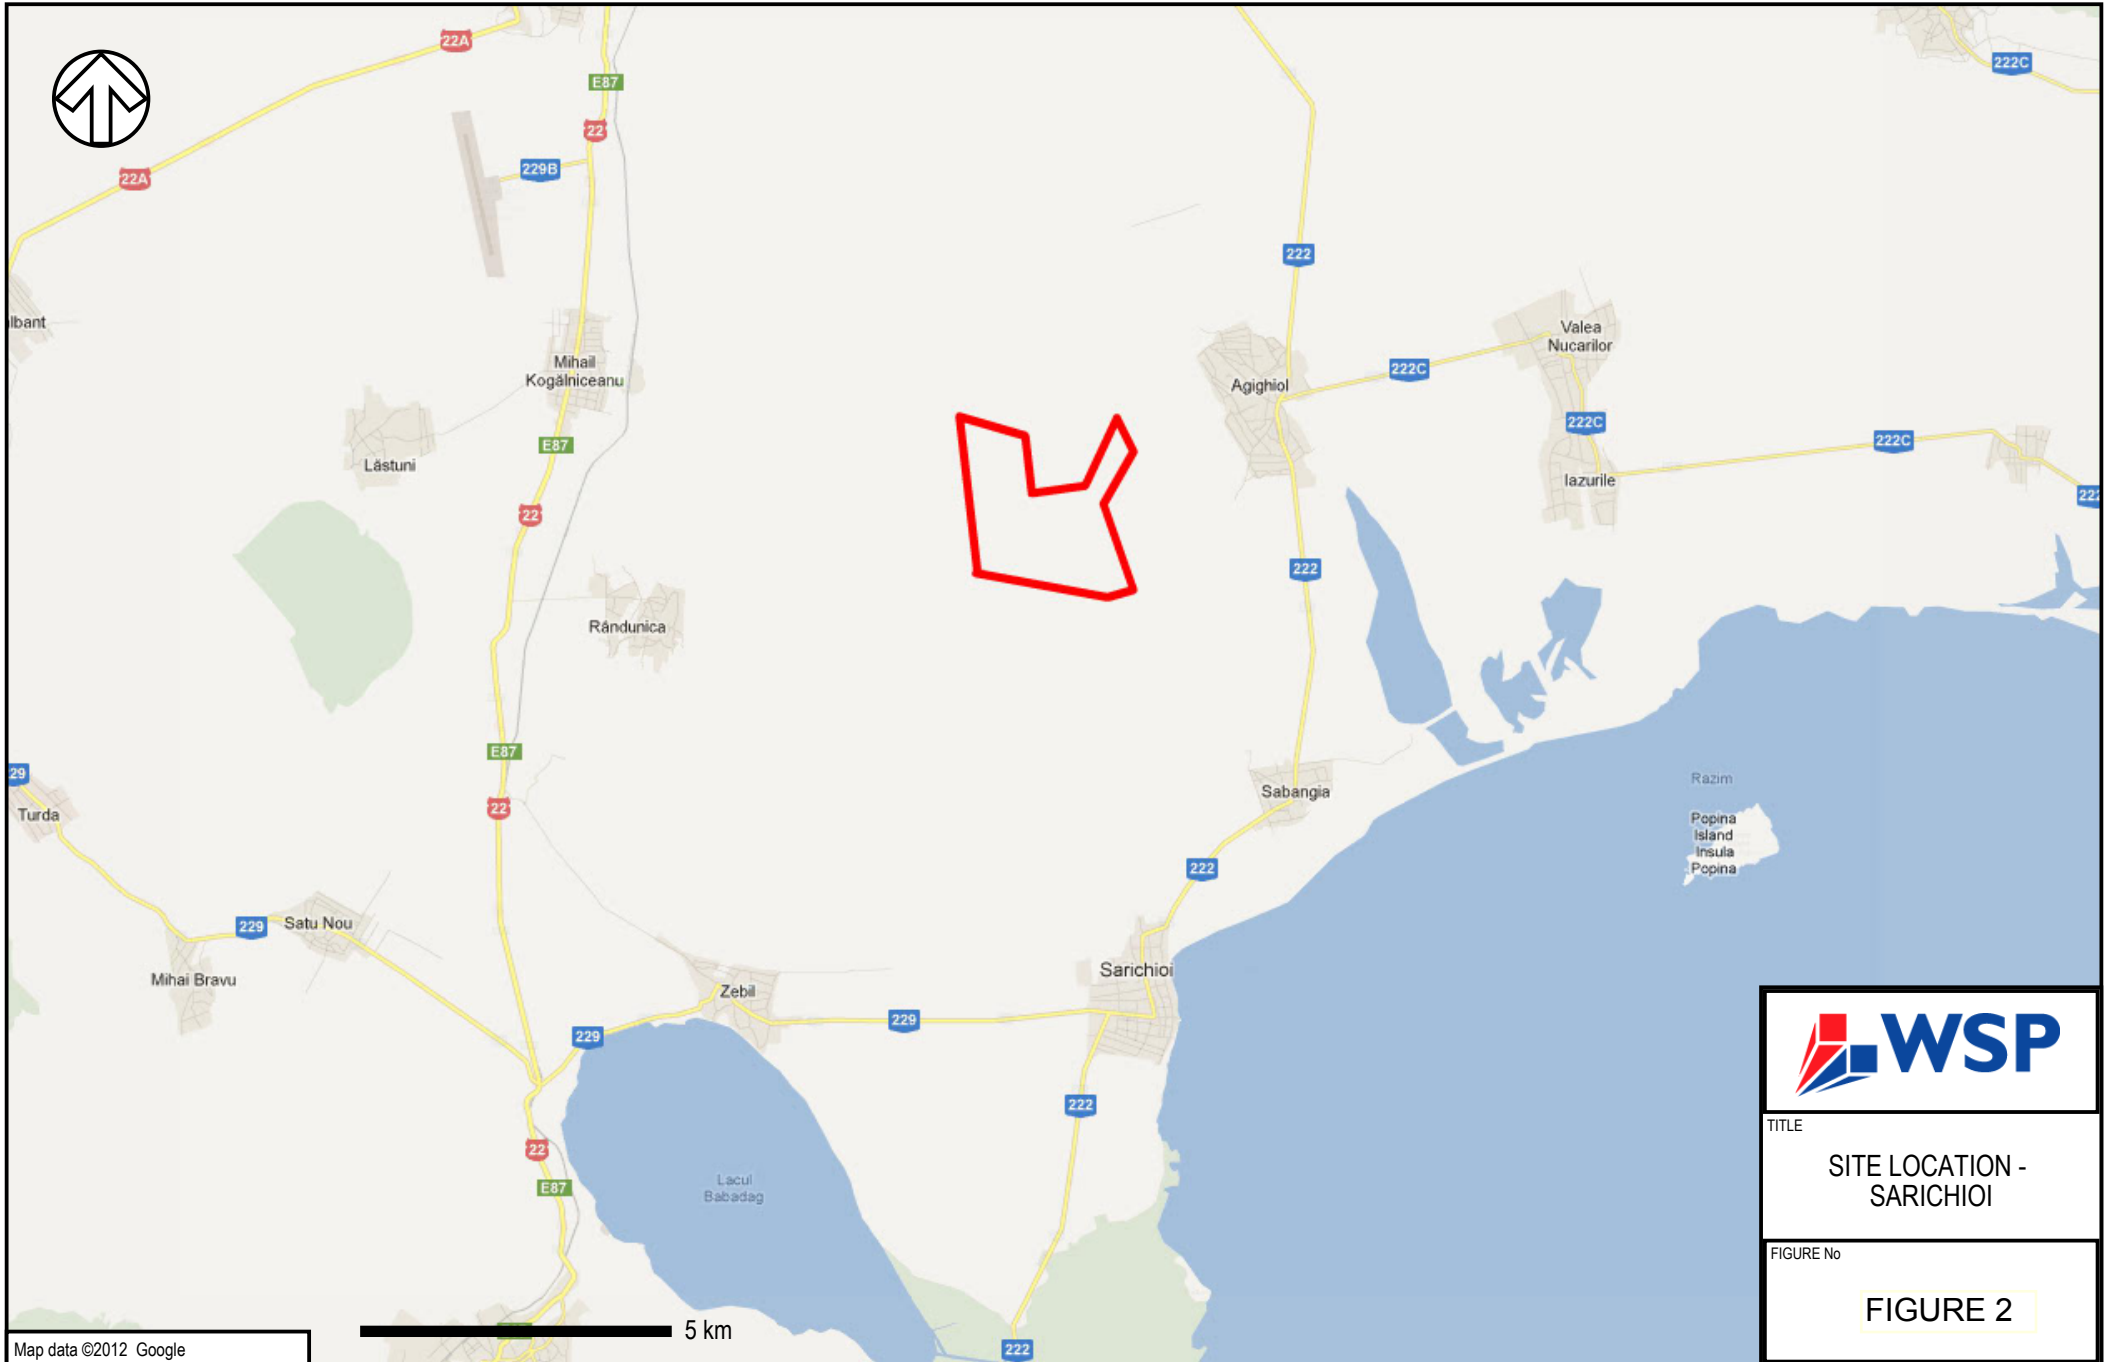 22A
E87
222C
22
229B
22A
222
lbant
Valea
Nucarilor
Mihail
Kogălniceanu
222C
Agighiol
222C
E87
222C
Lăstuni
Iazurile
222
22
222
Rândunica
E87
29
Razim
Sabangia
22
Turda
Popina
Island
Insula
Popina
222
229
Satu Nou
Sarichioi
Mihai Bravu
Zebil
229
229
222
22
Lacul
Babadag
E87
222
5 km
Map data ©2012 Google
WSP
TITLE
SITE LOCATION -
SARICHIOI
FIGURE No
FIGURE 2